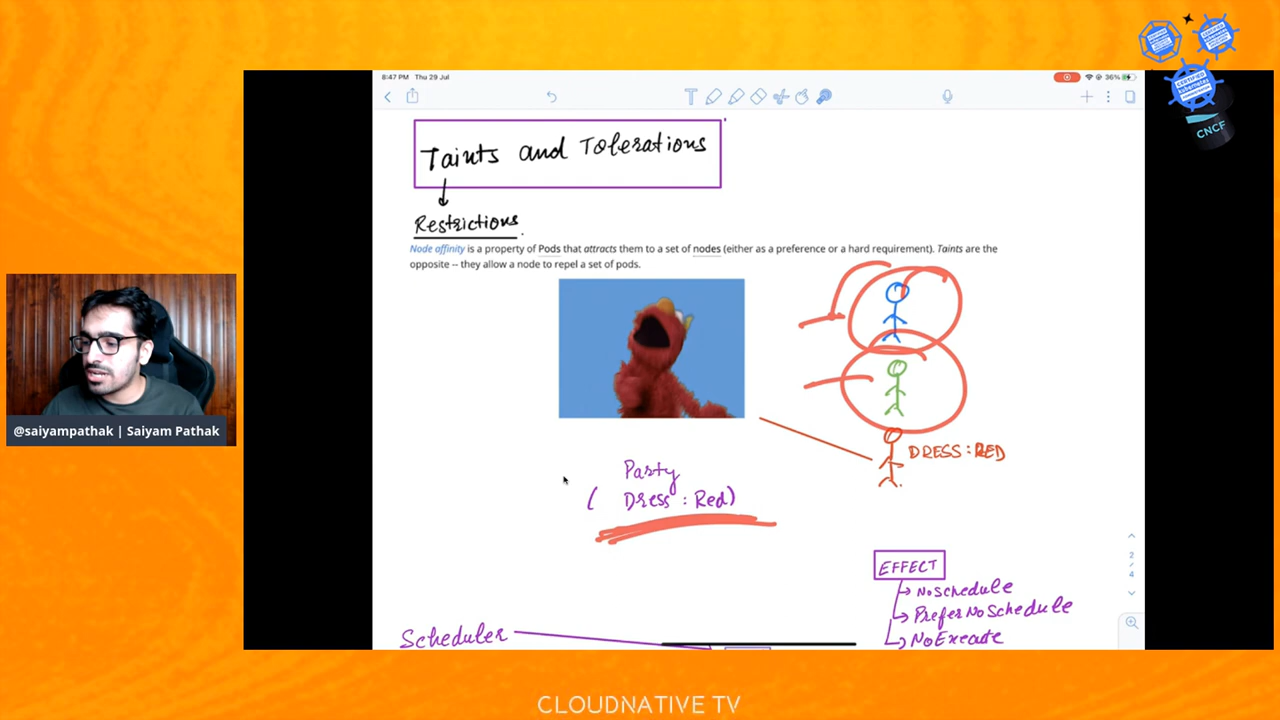 8:47 PM Thu 29 Jul
36%
Taints and Tolerations
Restrictions.
Node affinity is a property of Pods that attracts them to a set of nodes (either as a preference or a hard requirement). Taints are the
opposite -- they allow a node to repel a set of pods.
DRESS : RED
Party
( Dress : Red)
EFFECT
NoSchedule
PreferNoSchedule
NoExecute
Scheduler
2
/
4
@saiyampathak | Saiyam Pathak
CNCF
CLOUDNATIVE TV